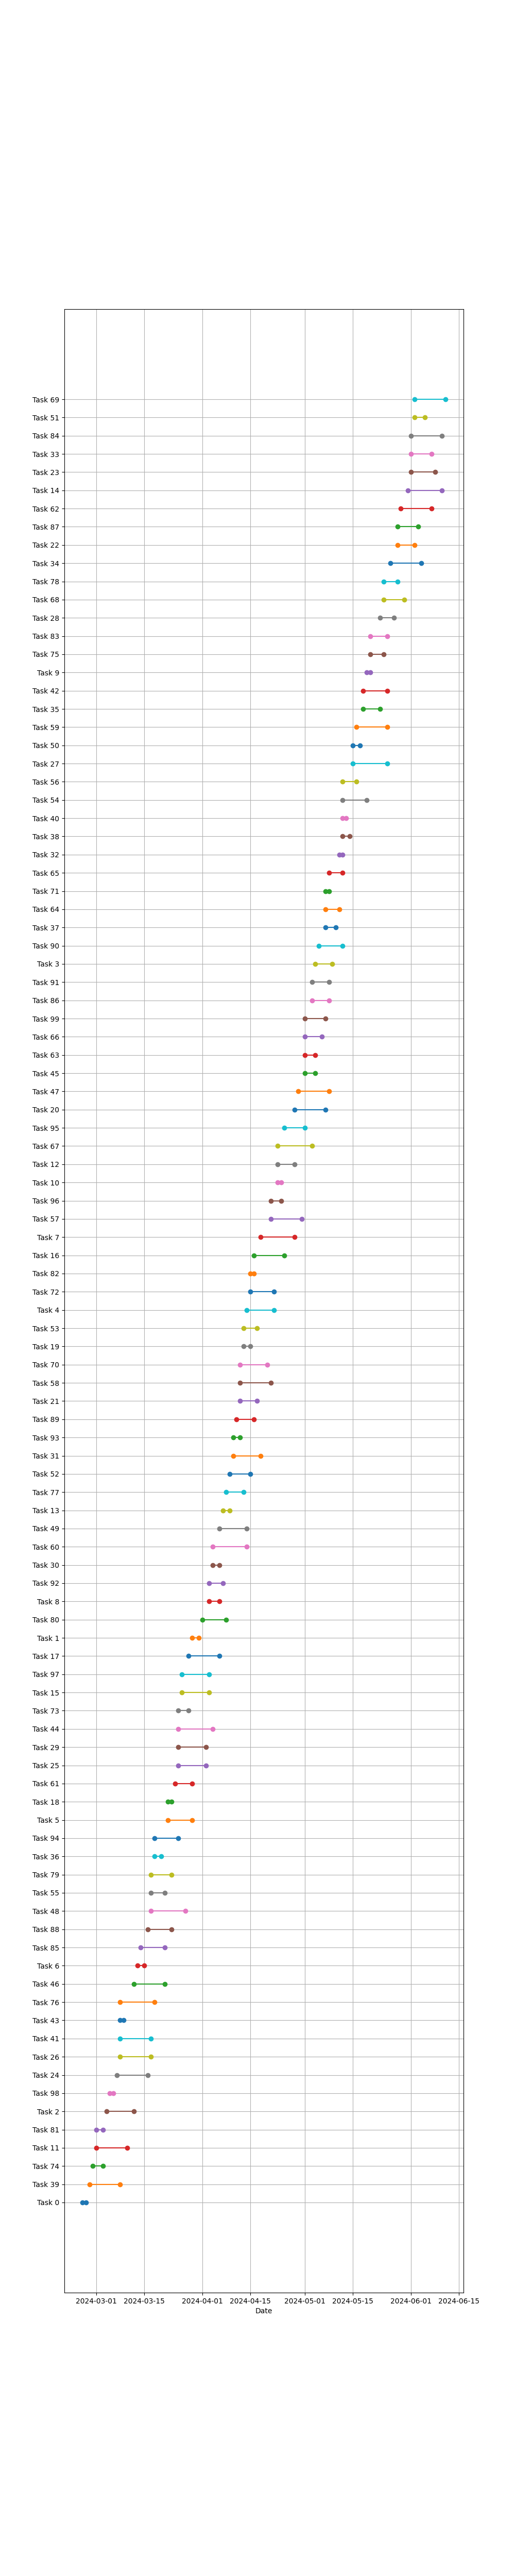 Task 69
Task 51
Task 84
Task 33
Task 23
Task 14
Task 62
Task 87
Task 22
Task 34
Task 78
Task 68
Task 28
Task 83
Task 75
Task 9
Task 42
Task 35
Task 59
Task 50
Task 27
Task 56
Task 54
Task 40
Task 38
Task 32
Task 65
Task 71
Task 64
Task 37
Task 90
Task 3
Task 91
Task 86
Task 99
Task 66
Task 63
Task 45
Task 47
Task 20
Task 95
Task 67
Task 12
Task 10
Task 96
Task 57
Task 7
Task 16
Task 82
Task 72
Task 4
Task 53
Task 19
Task 70
Task 58
Task 21
Task 89
Task 93
Task 31
Task 52
Task 77
Task 13
Task 49
Task 60
Task 30
Task 92
Task 8
Task 80
Task 1
Task 17
Task 97
Task 15
Task 73
Task 44
Task 29
Task 25
Task 61
Task 18
Task 5
Task 94
Task 36
Task 79
Task 55
Task 48
Task 88
Task 85
Task 6
Task 46
Task 76
Task 43
Task 41
Task 26
Task 24
Task 98
Task 2
Task 81
Task 11
Task 74
Task 39
Task 0
2024-03-01 2024-03-15 2024-04-01 2024-04-15 2024-05-01 2024-05-15 2024-06-01 2024-06-15
Date